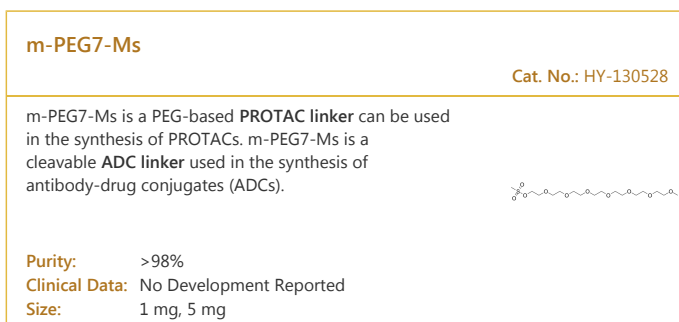 m-PEG7-Ms
Cat. No.: HY-130528
m-PEG7-Ms is a PEG-based PROTAC linker can be used
in the synthesis of PROTACs. m-PEG7-Ms is a
cleavable ADC linker used in the synthesis of
antibody-drug conjugates (ADCs).
Purity: >98%
Clinical Data: No Development Reported
Size: 1 mg, 5 mg